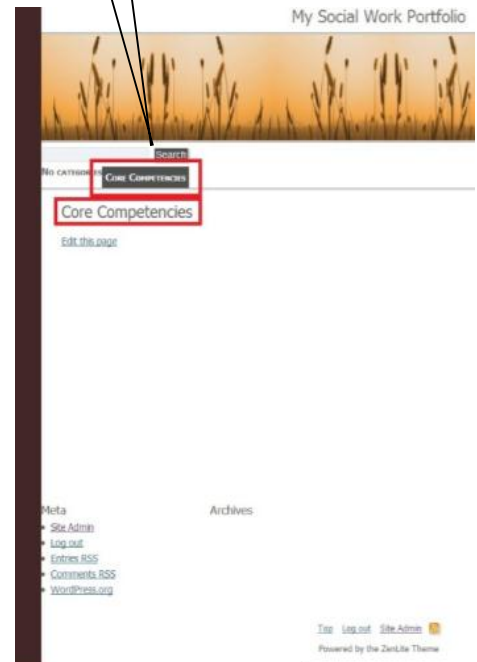 My Social Work Portfolio
Search
No categories Core Competencies
Core Competencies
Edit this page
Meta Archives
Site Admin
Log out
Entries RSS
Comments RSS
WordPress.org
Top Log out Site Admin
Powered by the ZenLite Theme